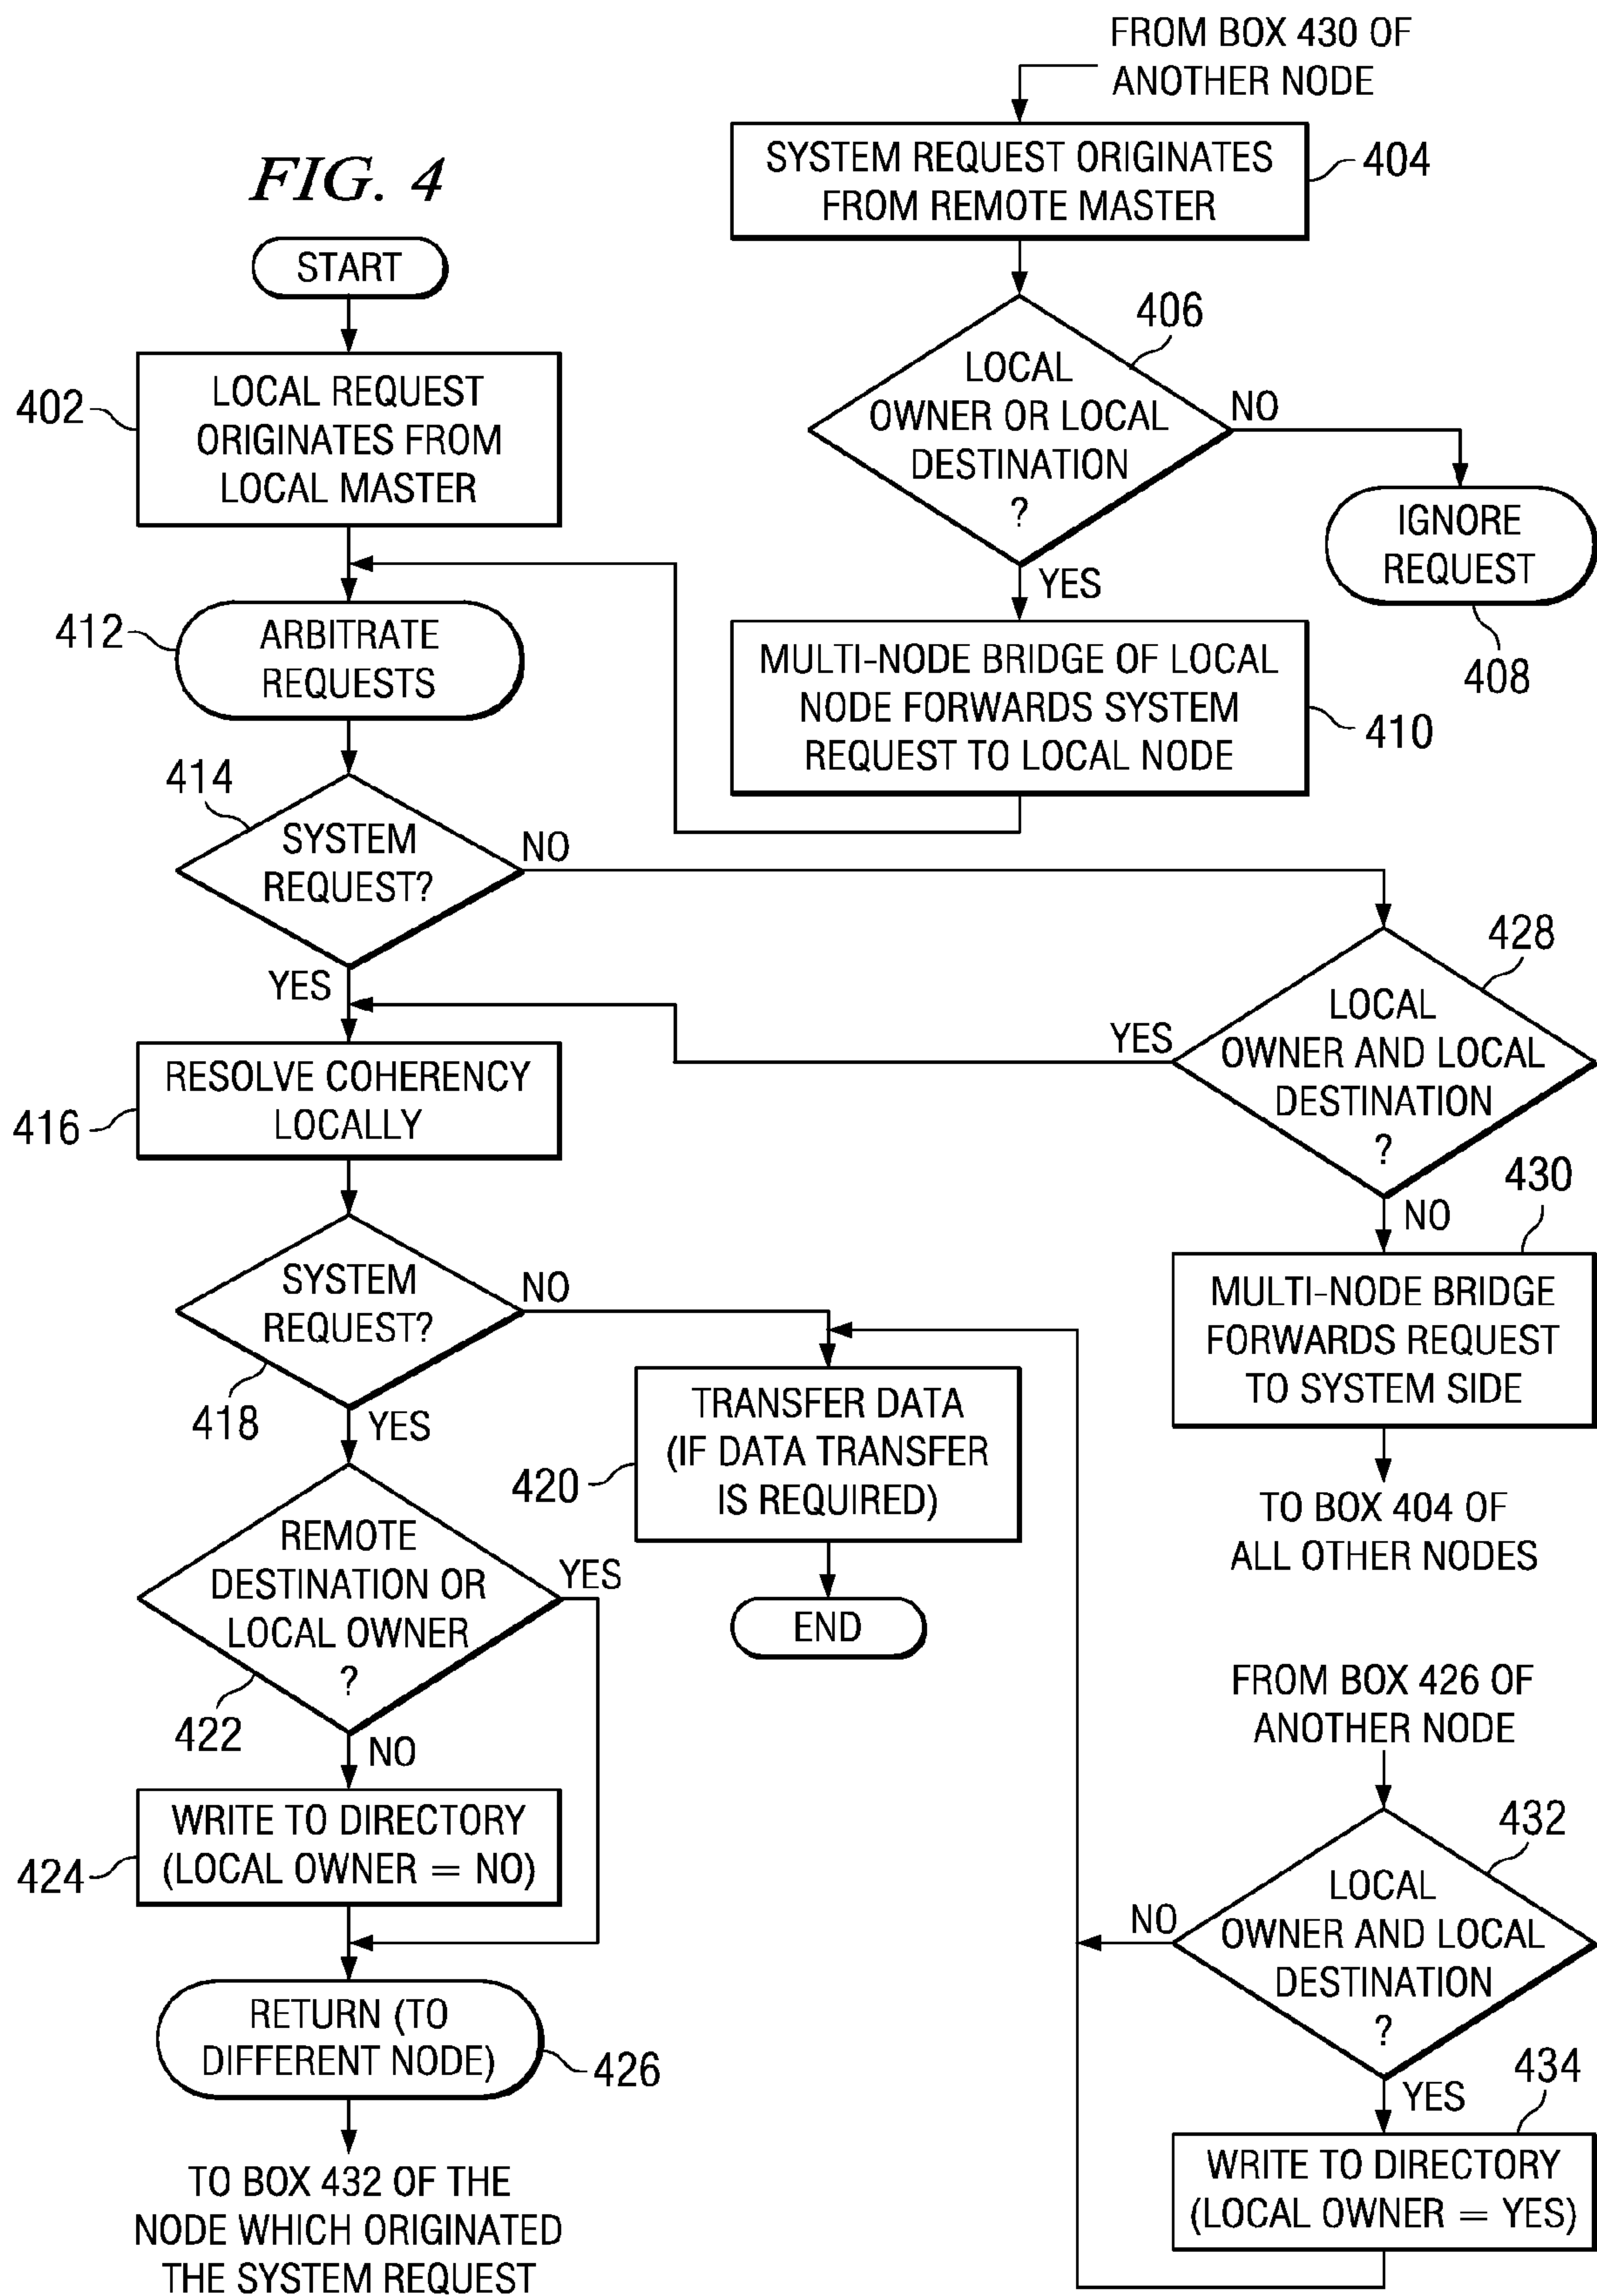 FROM BOX 430 OF
ANOTHER NODE
FIG. 4
SYSTEM REQUEST ORIGINATES
FROM REMOTE MASTER
404
START
406
LOCAL
OWNER OR LOCAL
DESTINATION
?
NO
YES
402
LOCAL REQUEST
ORIGINATES FROM
LOCAL MASTER
IGNORE
REQUEST
408
412
ARBITRATE
REQUESTS
MULTI-NODE BRIDGE OF LOCAL
NODE FORWARDS SYSTEM
REQUEST TO LOCAL NODE
410
414
SYSTEM
REQUEST?
NO
YES
428
LOCAL
OWNER AND LOCAL
DESTINATION
?
YES
NO
416
RESOLVE COHERENCY
LOCALLY
430
MULTI-NODE BRIDGE
FORWARDS REQUEST
TO SYSTEM SIDE
TO BOX 404 OF
ALL OTHER NODES
SYSTEM
REQUEST?
NO
418
YES
420
TRANSFER DATA
(IF DATA TRANSFER
IS REQUIRED)
END
REMOTE
DESTINATION OR
LOCAL OWNER
?
YES
422
NO
FROM BOX 426 OF
ANOTHER NODE
432
LOCAL
OWNER AND LOCAL
DESTINATION
?
NO
YES
424
WRITE TO DIRECTORY
(LOCAL OWNER = NO)
RETURN (TO
DIFFERENT NODE)
426
434
WRITE TO DIRECTORY
(LOCAL OWNER = YES)
TO BOX 432 OF THE
NODE WHICH ORIGINATED
THE SYSTEM REQUEST